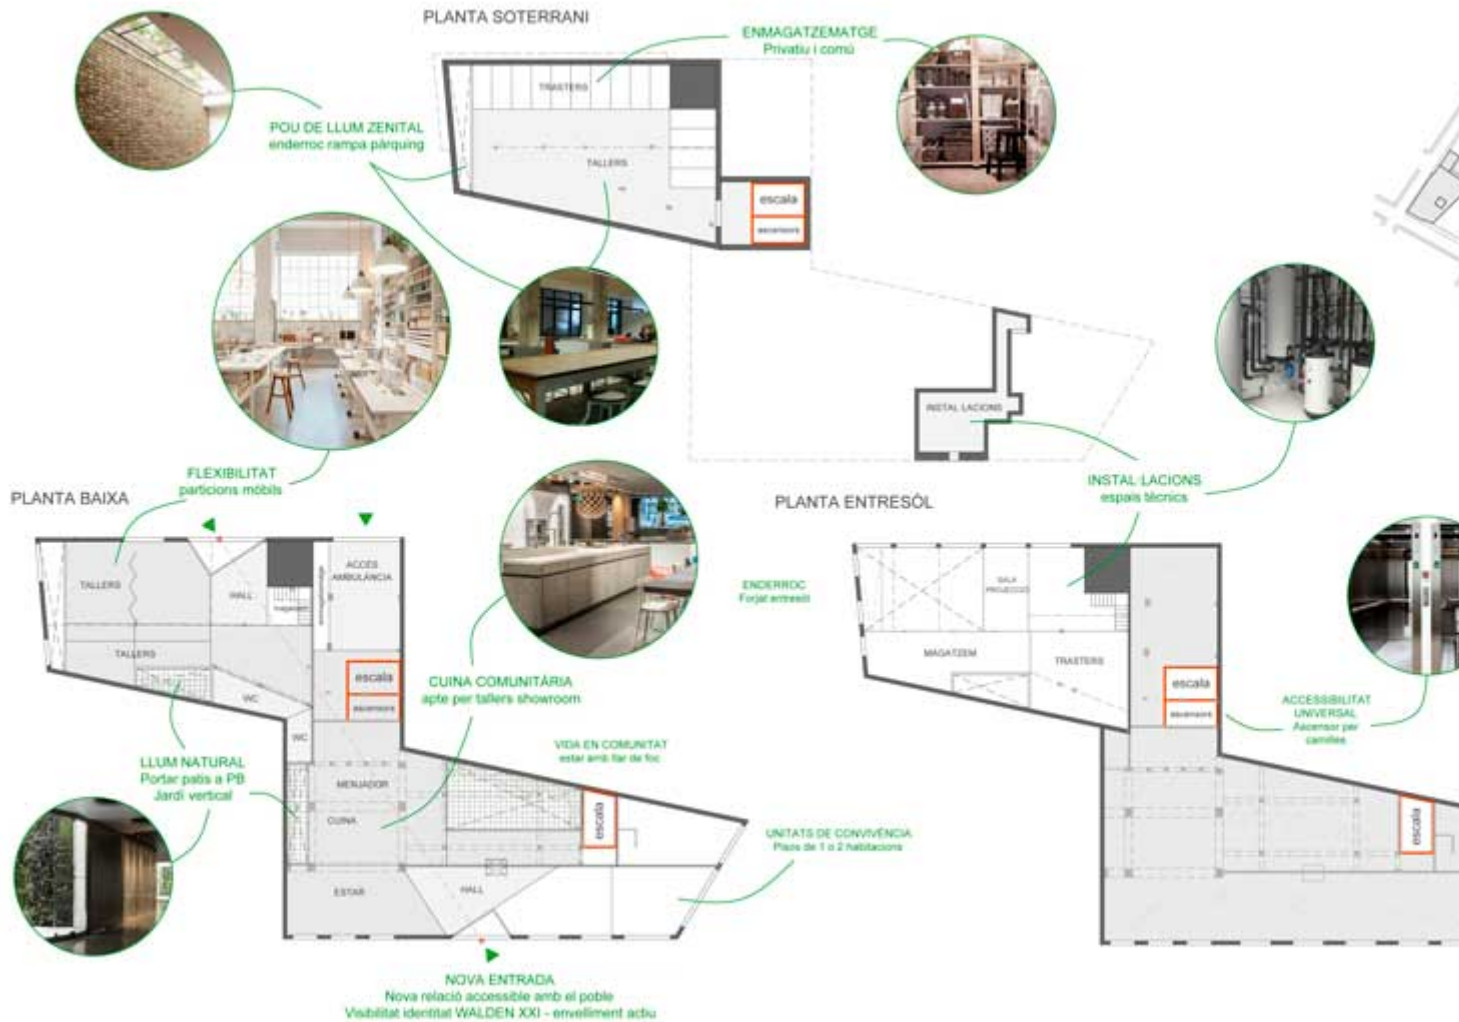 PLANTA SOTERRANI
ENMAGATZEMATGE
Privatiu i comú
TRASTERS
POU DE LLUM ZENITAL
enderroc rampa pàrquing
TALLERS
escala
ascensors
INSTAL·LACIONS
FLEXIBILITAT
particions mòbils
INSTAL·LACIONS
espais tècnics
PLANTA BAIXA
PLANTA ENTRESÒL
TALLERS
HALL
ACCÉS
AMBULÀNCIA
ENDERROC
Forjat entresòl
SALA
PROJECCIÓ
TALLERS
MAGATZEM
TRASTERS
WC
escala
ascensors
CUINA COMUNITÀRIA
apte per tallers showroom
escala
ascensors
ACCESSIBILITAT
UNIVERSAL
Ascensor per
camilles
WC
VIDA EN COMUNITAT
estar amb llar de foc
LLUM NATURAL
Portar patis a PB
Jardí vertical
MENJADOR
CUINA
escala
escala
UNITATS DE CONVIVÈNCIA
Pisos de 1 o 2 habitacions
ESTAR
HALL
NOVA ENTRADA
Nova relació accessible amb el poble
Visibilitat identitat WALDEN XXI - envelliment actiu